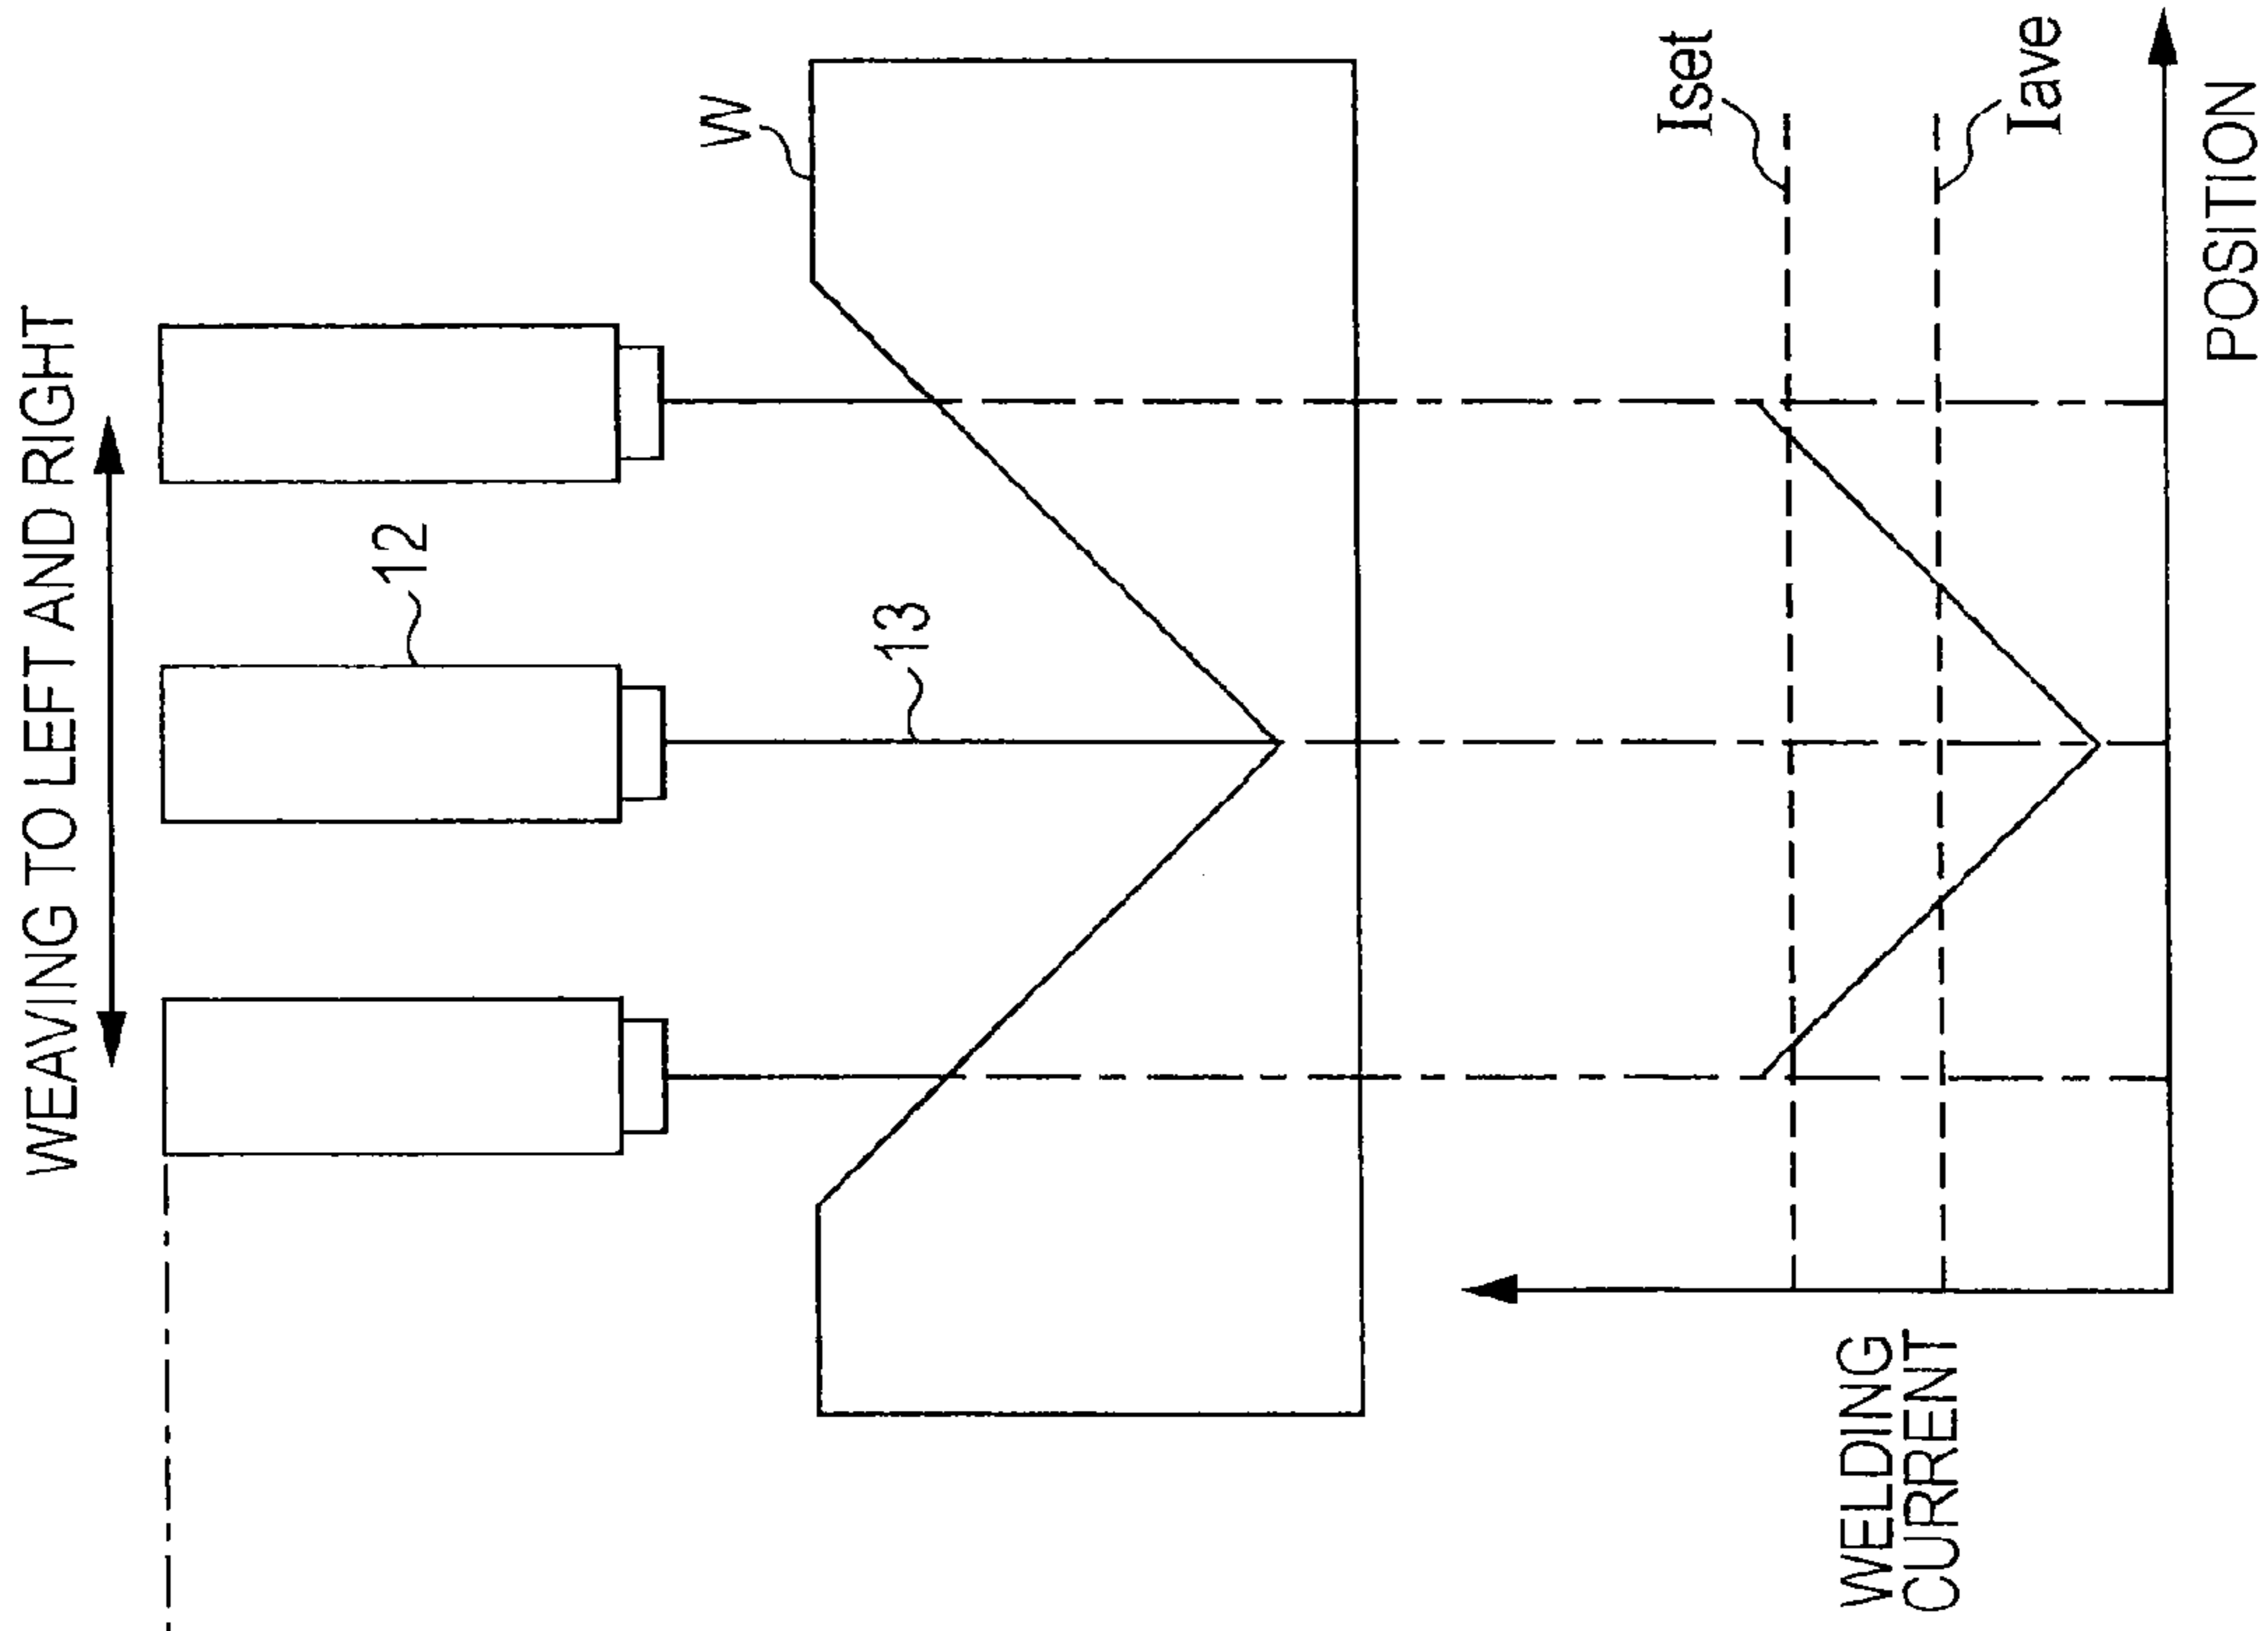 WEAVING TO LEFT AND RIGHT
12
13
W
Iset
Iave
WELDING
CURRENT
POSITION